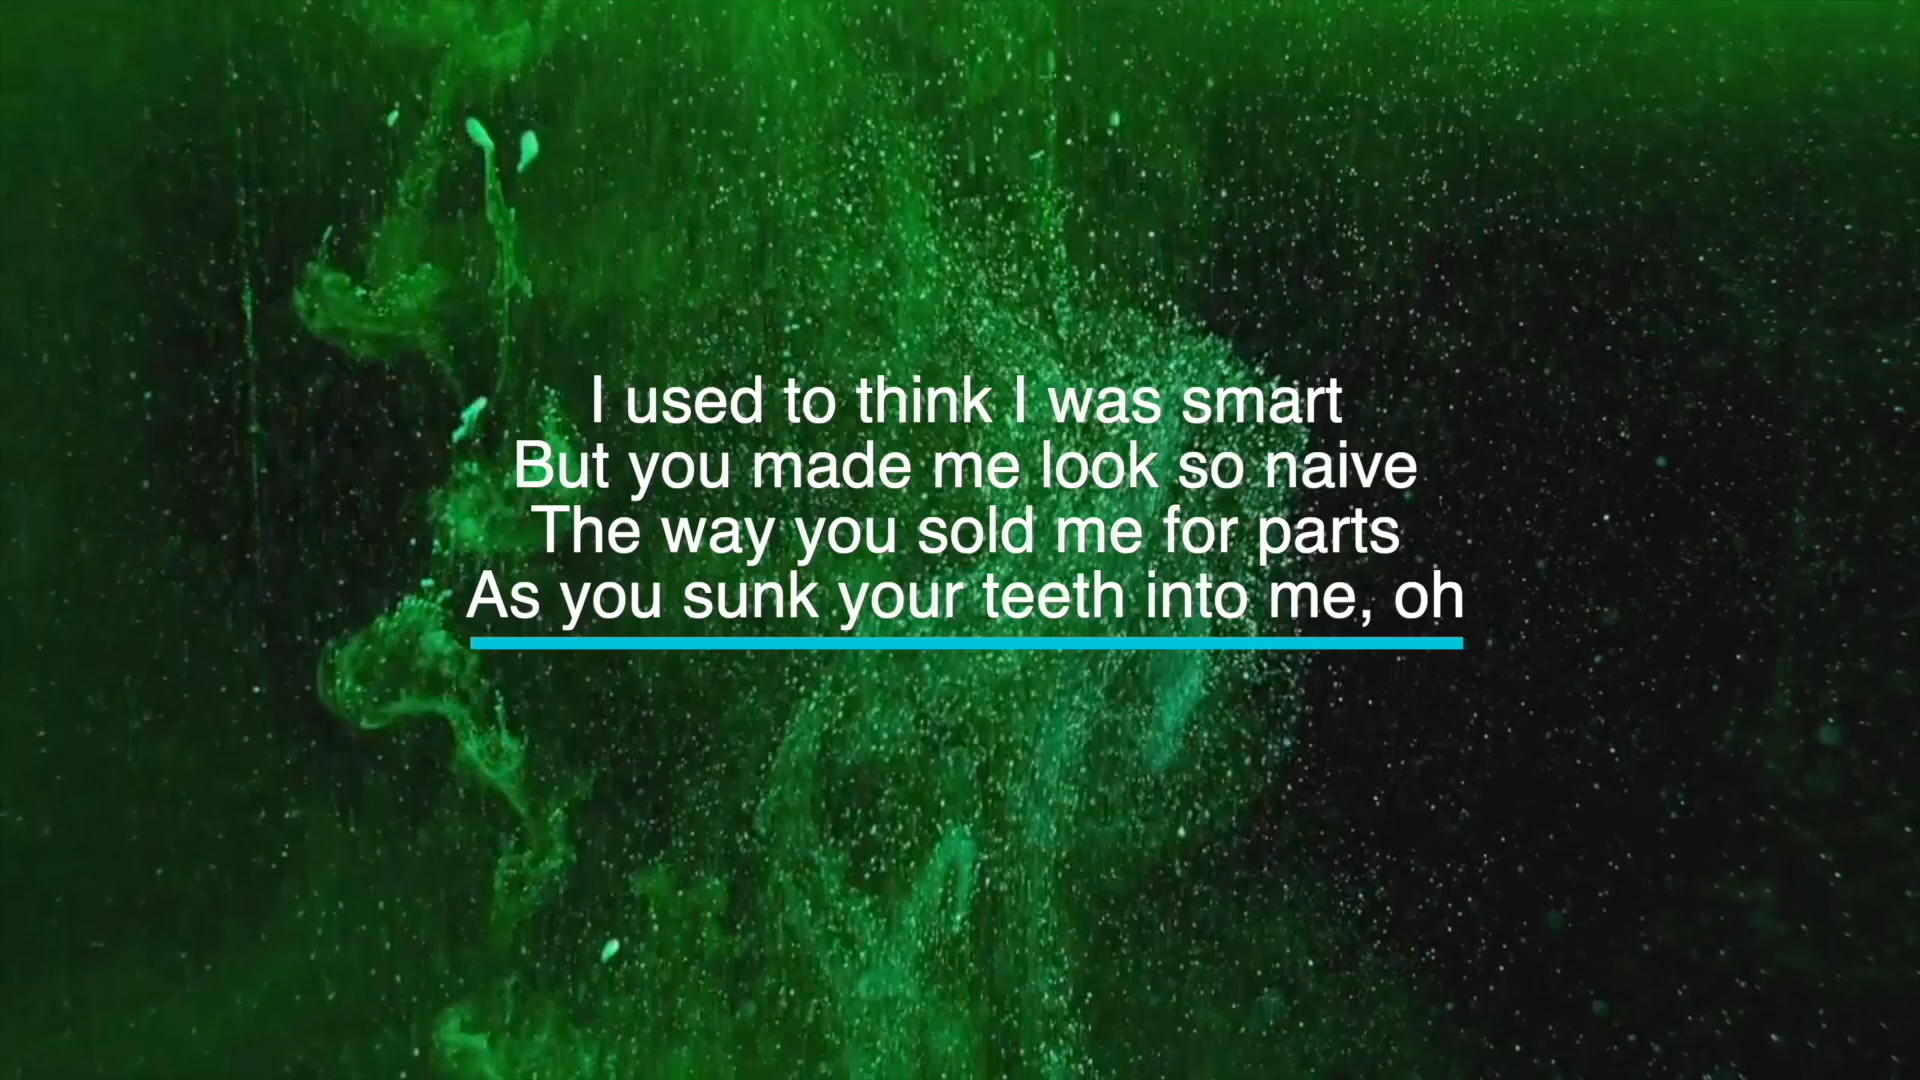 I used to think I was smart
But you made me look so naive
The way you sold me for parts
As you sunk your teeth into me, oh